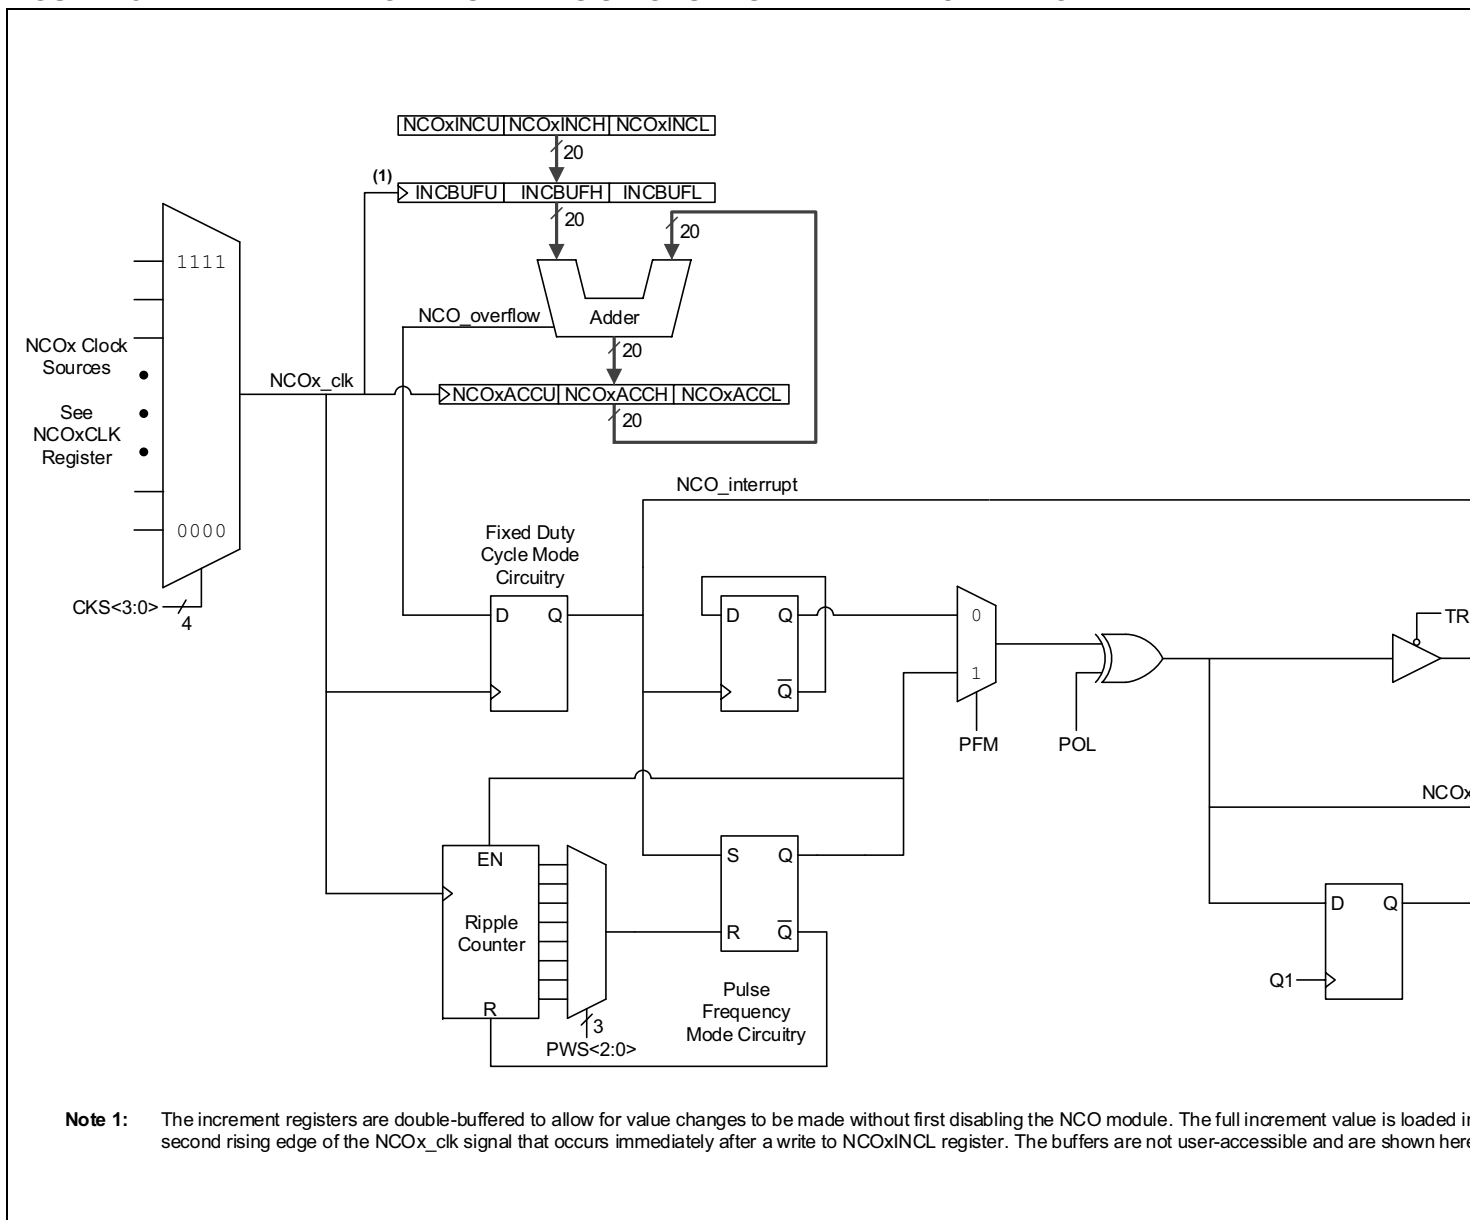 NCOxINCU NCOxINCH NCOxINCL
20
(1)
INCBUFU INCBUFH INCBUFL
20
20
1111
NCO_overflow
Adder
20
NCOx Clock
Sources
See
NCOxCLK
Register
NCOx_clk
NCOxACCU NCOxACCH NCOxACCL
20
0000
CKS<3:0>
4
NCO_interrupt
Fixed Duty
Cycle Mode
Circuitry
D Q
D Q
Q
0
1
PFM
POL
TR
NCOx
EN
Ripple
Counter
R
3
PWS<2:0>
S Q
R Q
Pulse
Frequency
Mode Circuitry
D Q
Q1
Note 1: The increment registers are double-buffered to allow for value changes to be made without first disabling the NCO module. The full increment value is loaded
second rising edge of the NCOx_clk signal that occurs immediately after a write to NCOxINCL register. The buffers are not user-accessible and are shown here